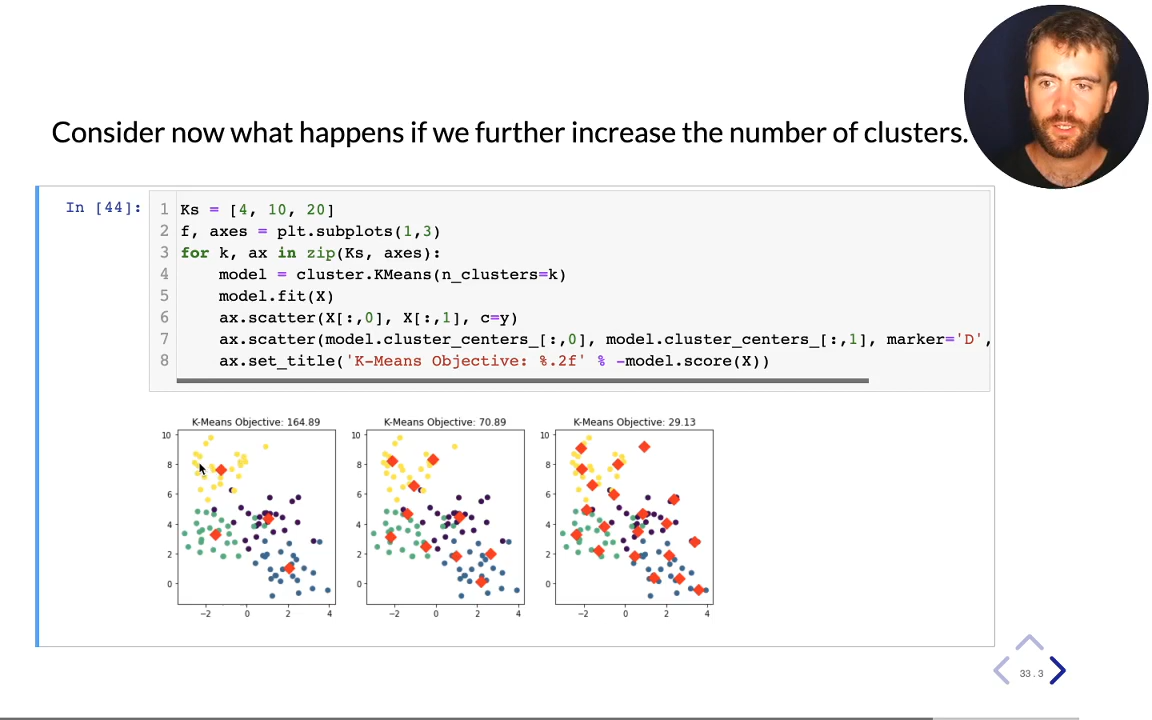 Consider now what happens if we further increase the number of clusters.
In [44]:
1 Ks = [4, 10, 20]
2 f, axes = plt.subplots(1,3)
3 for k, ax in zip(Ks, axes):
4     model = cluster.KMeans(n_clusters=k)
5     model.fit(X)
6     ax.scatter(X[:,0], X[:,1], c=y)
7     ax.scatter(model.cluster_centers_[:,0], model.cluster_centers_[:,1], marker='D',
8     ax.set_title('K-Means Objective: %.2f' % -model.score(X))
K-Means Objective: 164.89
10
8
6
4
2
0
−2 0 2 4
K-Means Objective: 70.89
10
8
6
4
2
0
−2 0 2 4
K-Means Objective: 29.13
10
8
6
4
2
0
−2 0 2 4
33.3